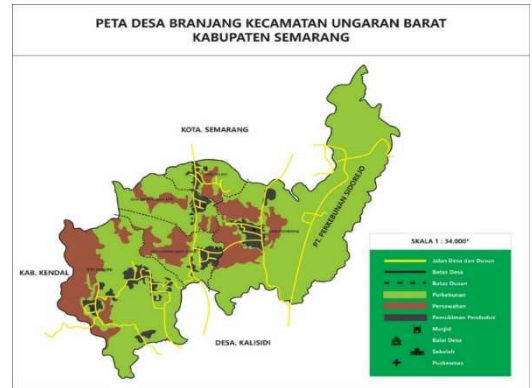 PETA DESA BRANJANG KECAMATAN UNGARAN BARAT
KABUPATEN SEMARANG
KOTA. SEMARANG
PT. PERKEBUNAN SIDOREJO
KAB. KENDAL
DESA. KALISIDI
SKALA 1 : 34.000"
Jalan Desa dan Dusun
Batas Desa
Batas Dusun
Perkebunan
Persawahan
Pemukiman Penduduk
Masjid
Balai Desa
Sekolah
Puskesmas